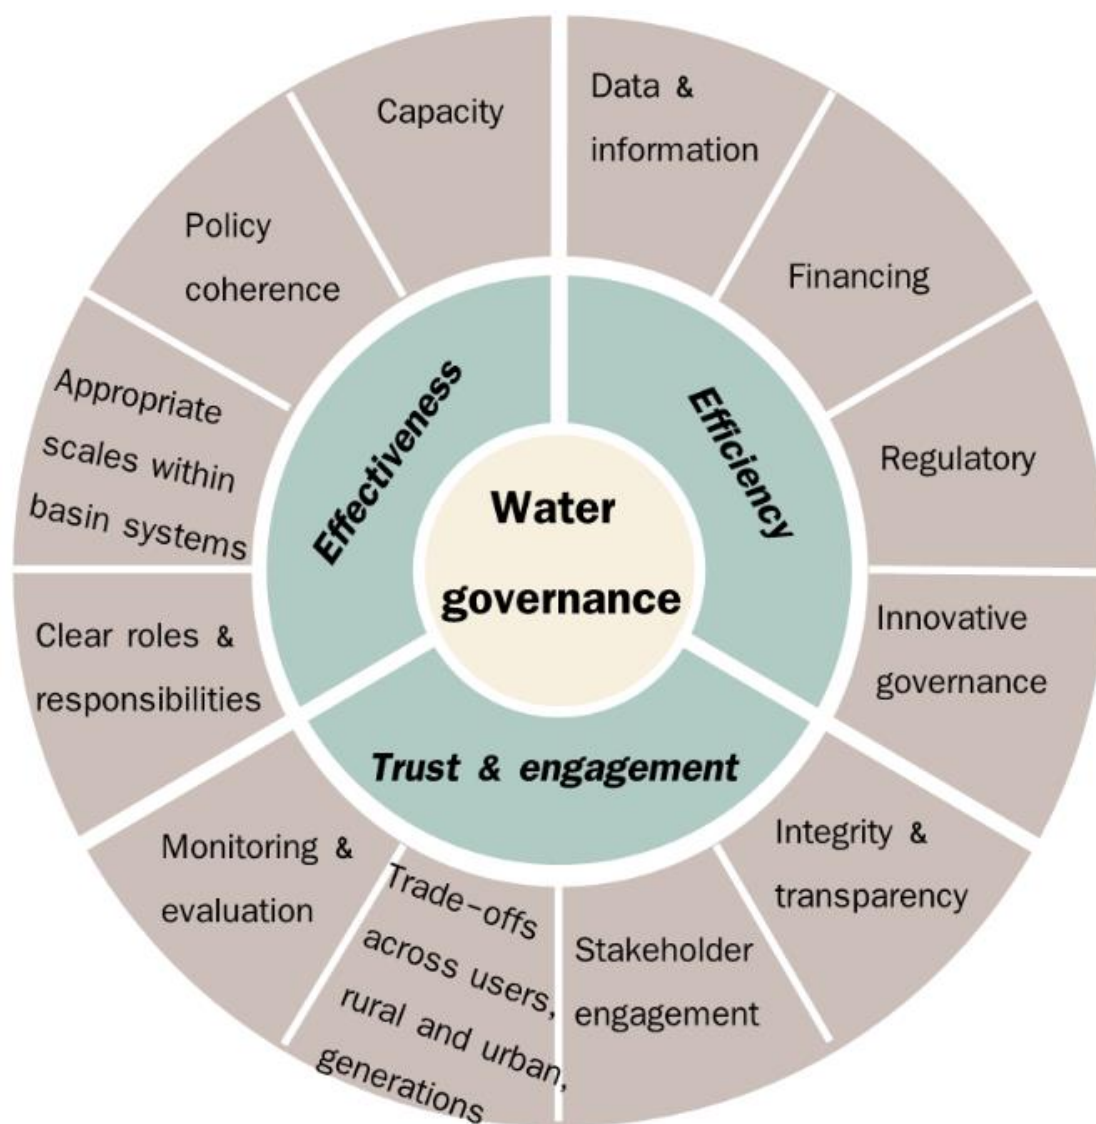 Water
governance
Effectiveness
Efficiency
Trust & engagement
Capacity
Data &
information
Financing
Regulatory
Innovative
governance
Integrity &
transparency
Stakeholder
engagement
Trade-offs
across users,
rural and urban,
generations
Monitoring &
evaluation
Clear roles &
responsibilities
Appropriate
scales within
basin systems
Policy
coherence